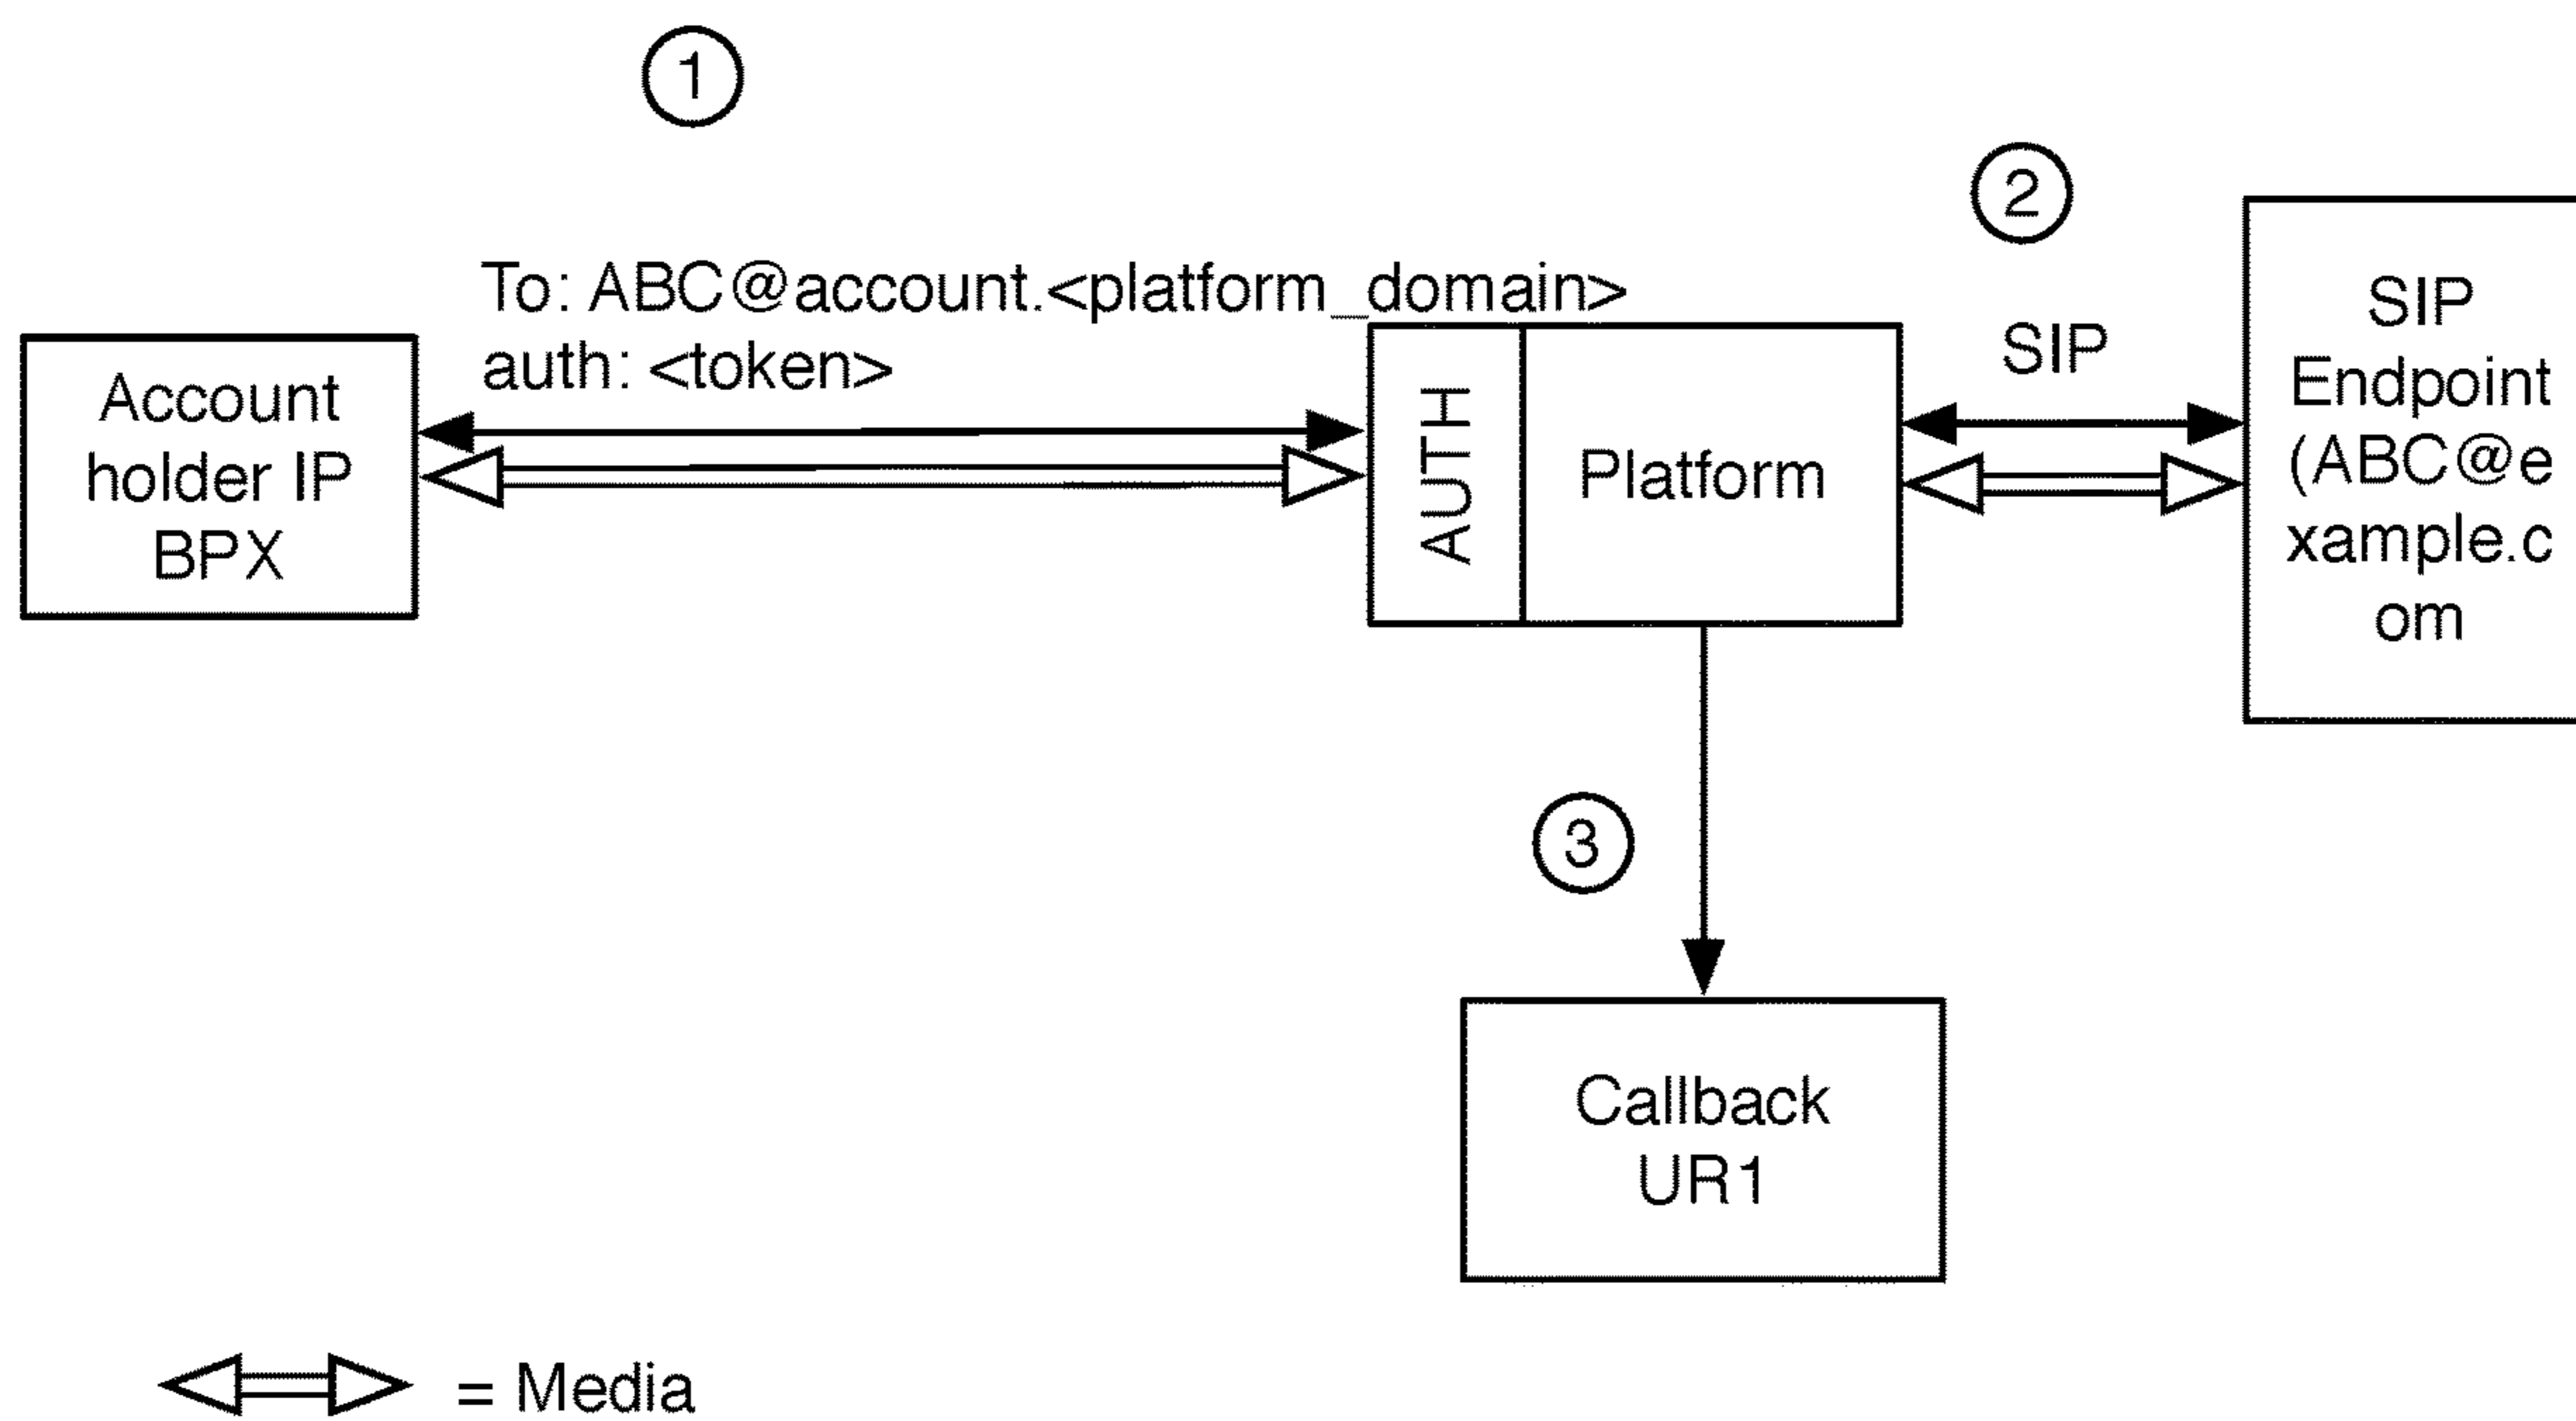 1
2
To: ABC@account.<platform_domain>
auth: <token>
Account
holder IP
BPX
AUTH
Platform
SIP
SIP
Endpoint
(ABC@e
xample.c
om
3
Callback
UR1
= Media